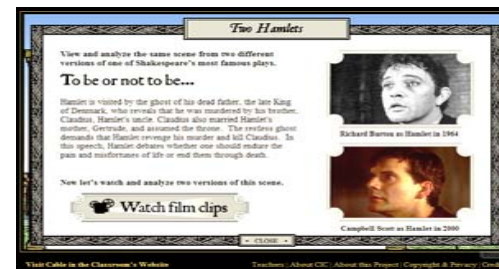 Two Hamlets
View and analyze the same scene from two different
versions of one of Shakespeare's most famous plays.
To be or not to be...
Hamlet is visited by the ghost of his dead father, the late King
of Denmark, who reveals that he was murdered by his brother,
Claudius, Hamlet's uncle. Claudius also married Hamlet's
mother, Gertrude, and assumed the throne. The restless ghost
demands that Hamlet revenge his murder and kill Claudius. In
this speech, Hamlet debates whether one should endure the
pain and misfortunes of life or end them through death.
Now let's watch and analyze two versions of this scene.
Watch film clips
Richard Burton as Hamlet in 1964
Campbell Scott as Hamlet in 2000
CLOSE
Visit Cable in the Classroom's Website
Teachers | About CIC | About this Project | Copyright & Privacy |